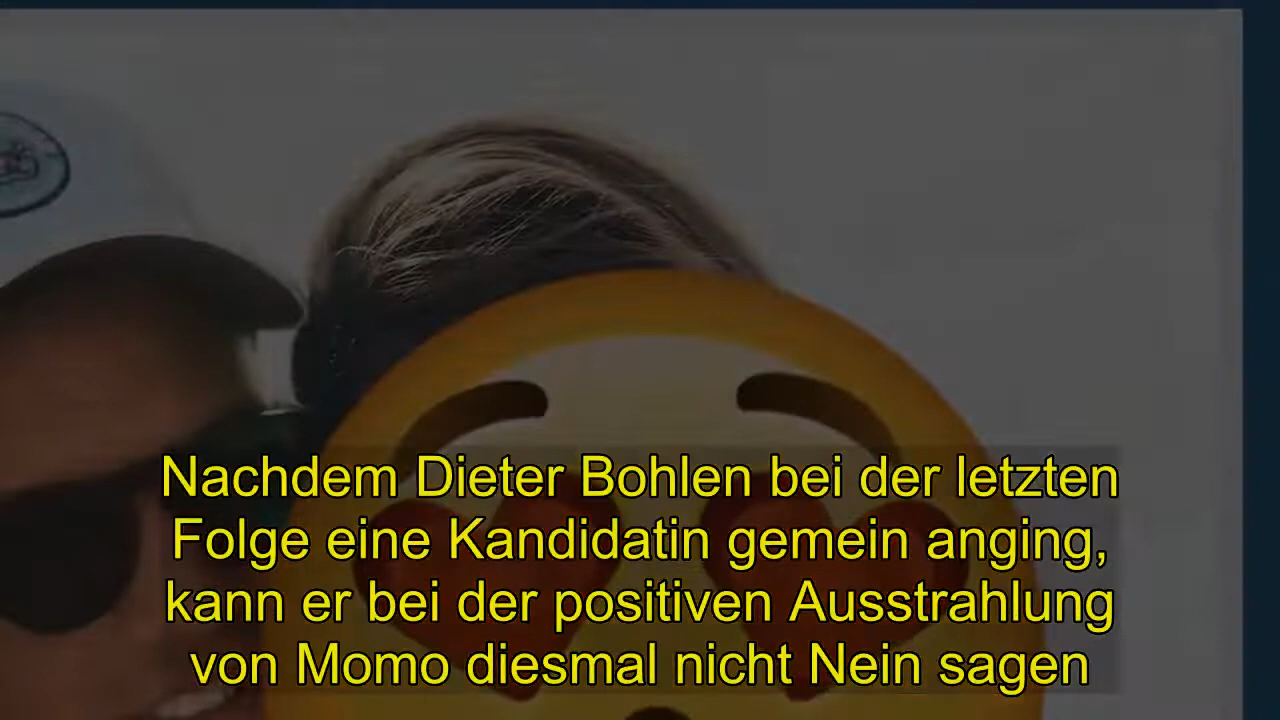 Nachdem Dieter Bohlen bei der letzten
Folge eine Kandidatin gemein anging,
kann er bei der positiven Ausstrahlung
von Momo diesmal nicht Nein sagen